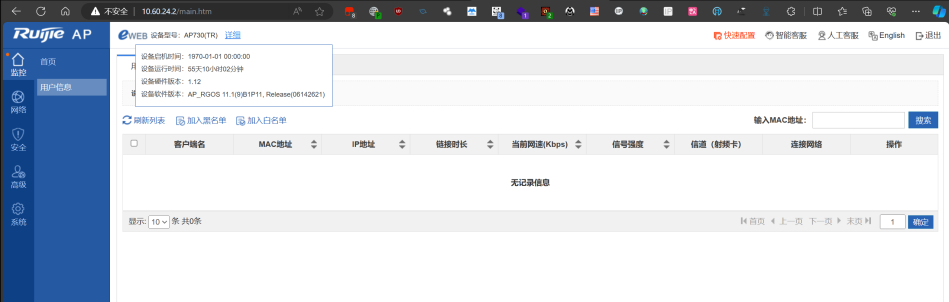 不安全 10.60.24.2/main.htm
Ruijie AP
eWEB 设备型号：AP730(TR) 详细
快速配置 智能客服 人工客服 English 退出
设备启机时间：1970-01-01 00:00:00
设备运行时间：55天10小时02分钟
设备硬件版本：1.12
设备软件版本：AP_RGOS 11.1(9)B1P11, Release(06142621)
监控
网络
安全
高级
系统
首页
用户信息
刷新列表 加入黑名单 加入白名单
输入MAC地址： 搜索
客户端名 MAC地址 IP地址 链接时长 当前网速(Kbps) 信号强度 信道（射频卡） 连接网络 操作
无记录信息
显示: 10 条 共0条
首页 上一页 下一页 末页 1 确定